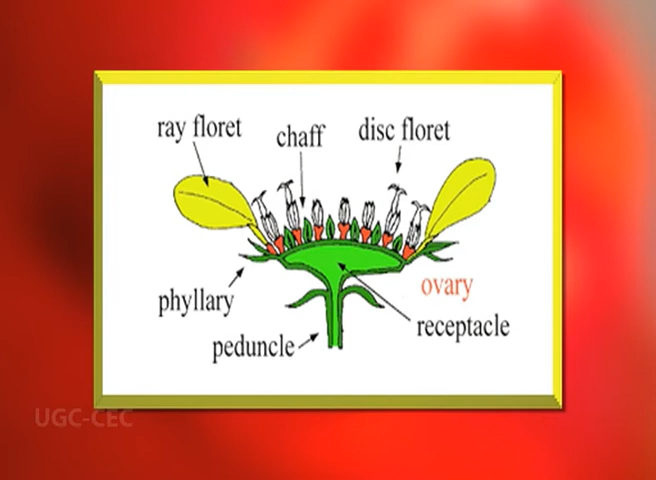 ray floret
chaff
disc floret
phyllary
ovary
receptacle
peduncle
UGC-CEC